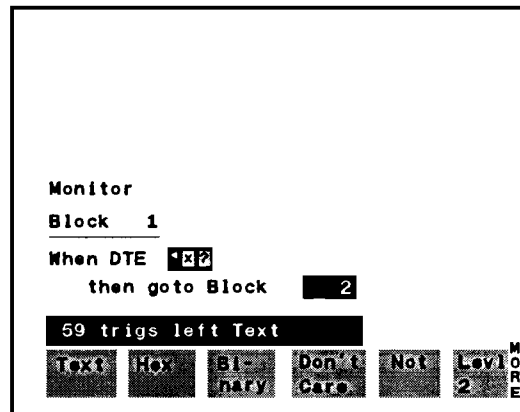 Monitor
Block 1
When DTE
then goto Block 2
59 trigs left Text
Text Hex Bi-nary Don't Care Not Levl 2 MORE